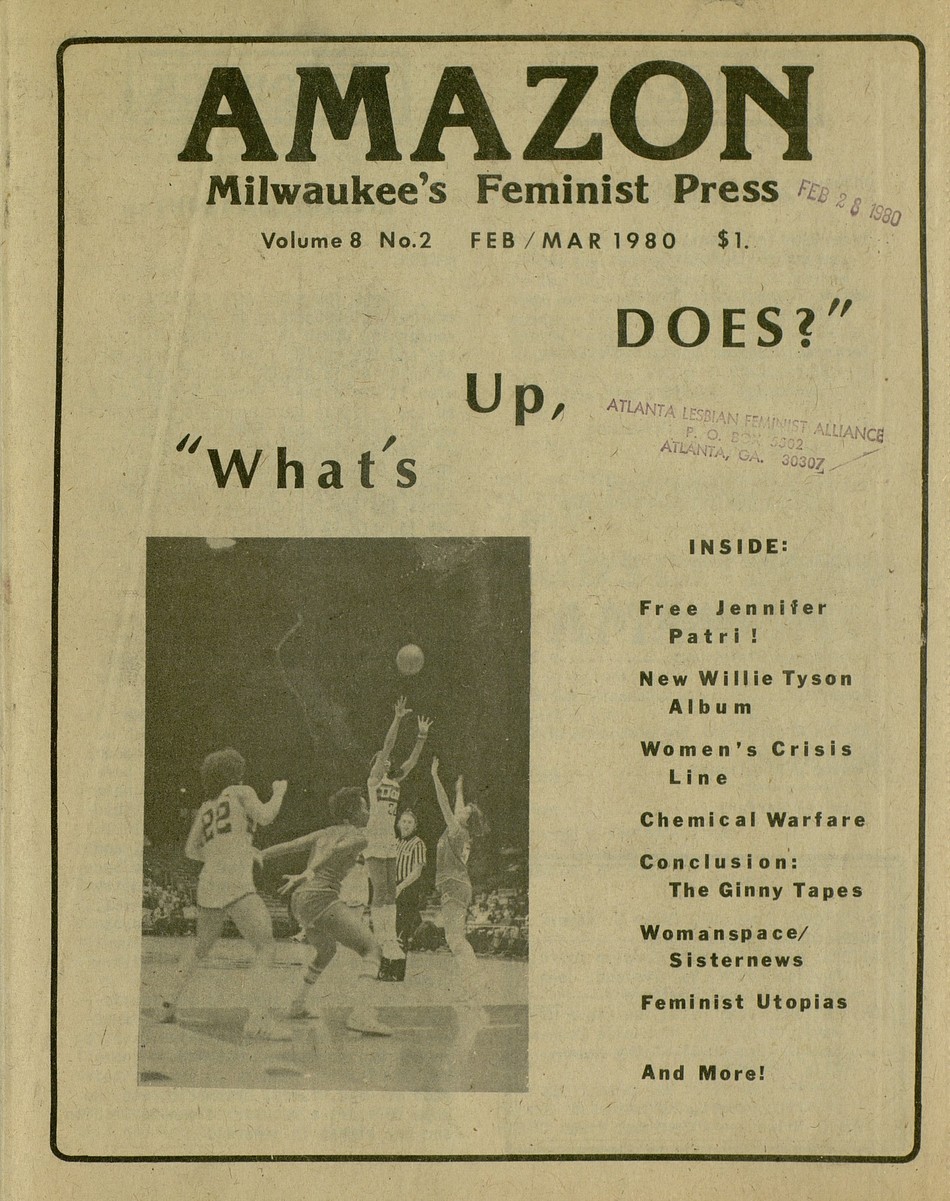 AMAZON
Milwaukee's Feminist Press
FEB 28 1980
Volume 8 No.2 FEB/MAR 1980 $1.
"What's
Up,
DOES?"
ATLANTA LESBIAN FEMINIST ALLIANCE
P. O. BOX 5502
ATLANTA, GA. 30307
INSIDE:
Free Jennifer
Patri!
New Willie Tyson
Album
Women's Crisis
Line
Chemical Warfare
Conclusion:
The Ginny Tapes
Womanspace/
Sisternews
Feminist Utopias
And More!
22